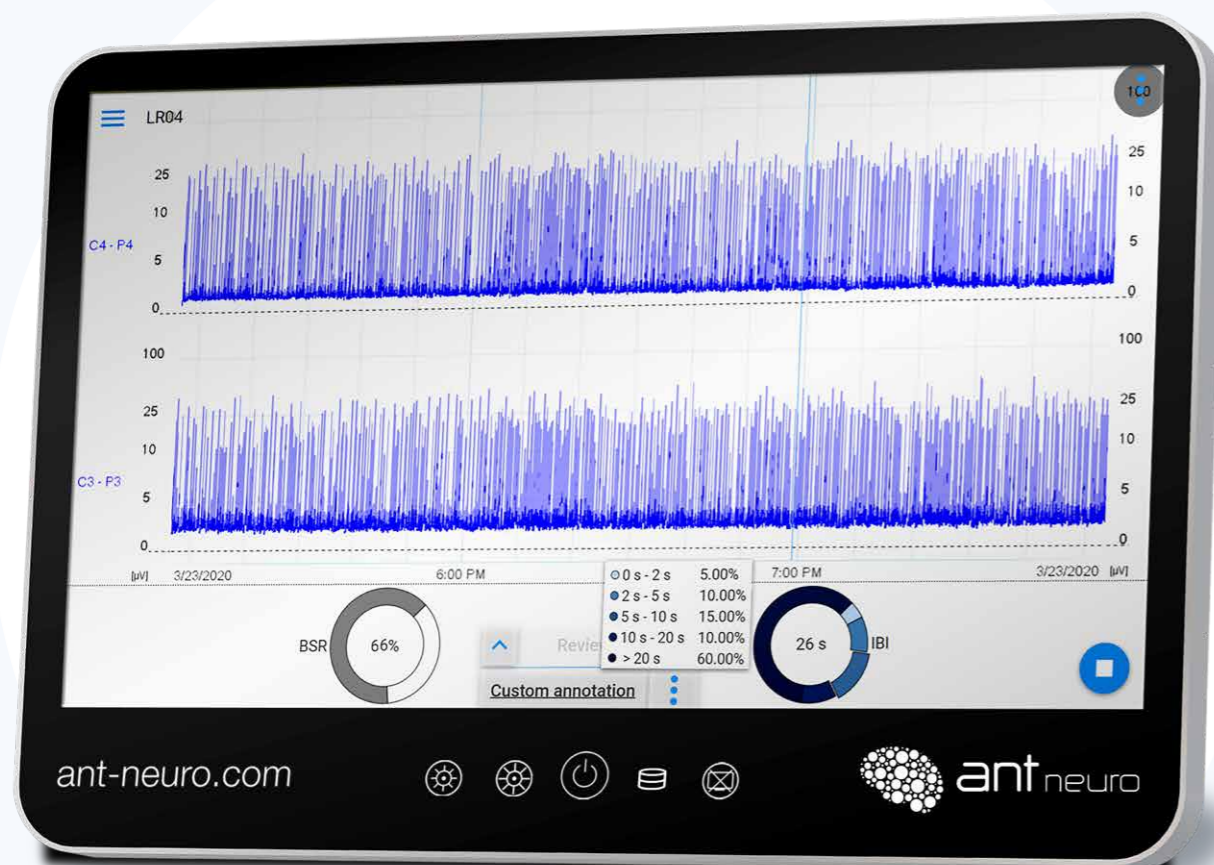 LR04
100
25
25
10
10
C4 - P4
5
5
0
0
100
100
25
25
10
10
C3 - P3
5
5
0
0
[µV] 3/23/2020 6:00 PM 7:00 PM 3/23/2020 [µV]
0 s - 2 s 5.00%
2 s - 5 s 10.00%
5 s - 10 s 15.00%
10 s - 20 s 10.00%
> 20 s 60.00%
BSR 66%
Review
26 s IBI
Custom annotation
ant-neuro.com
ant neuro